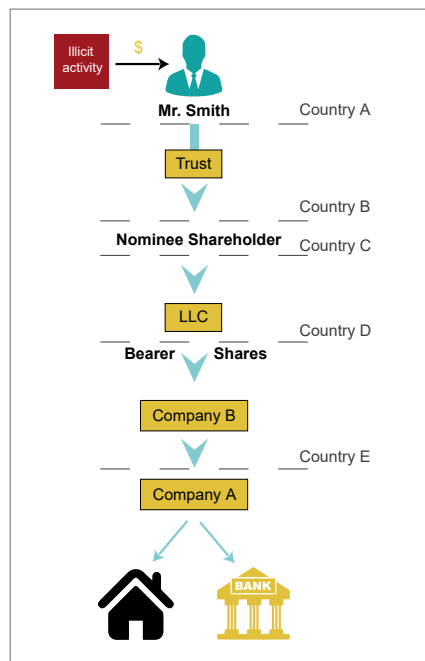 Illicit
activity
$
Mr. Smith
Country A
Trust
Country B
Nominee Shareholder
Country C
LLC
Country D
Bearer Shares
Company B
Country E
Company A
BANK